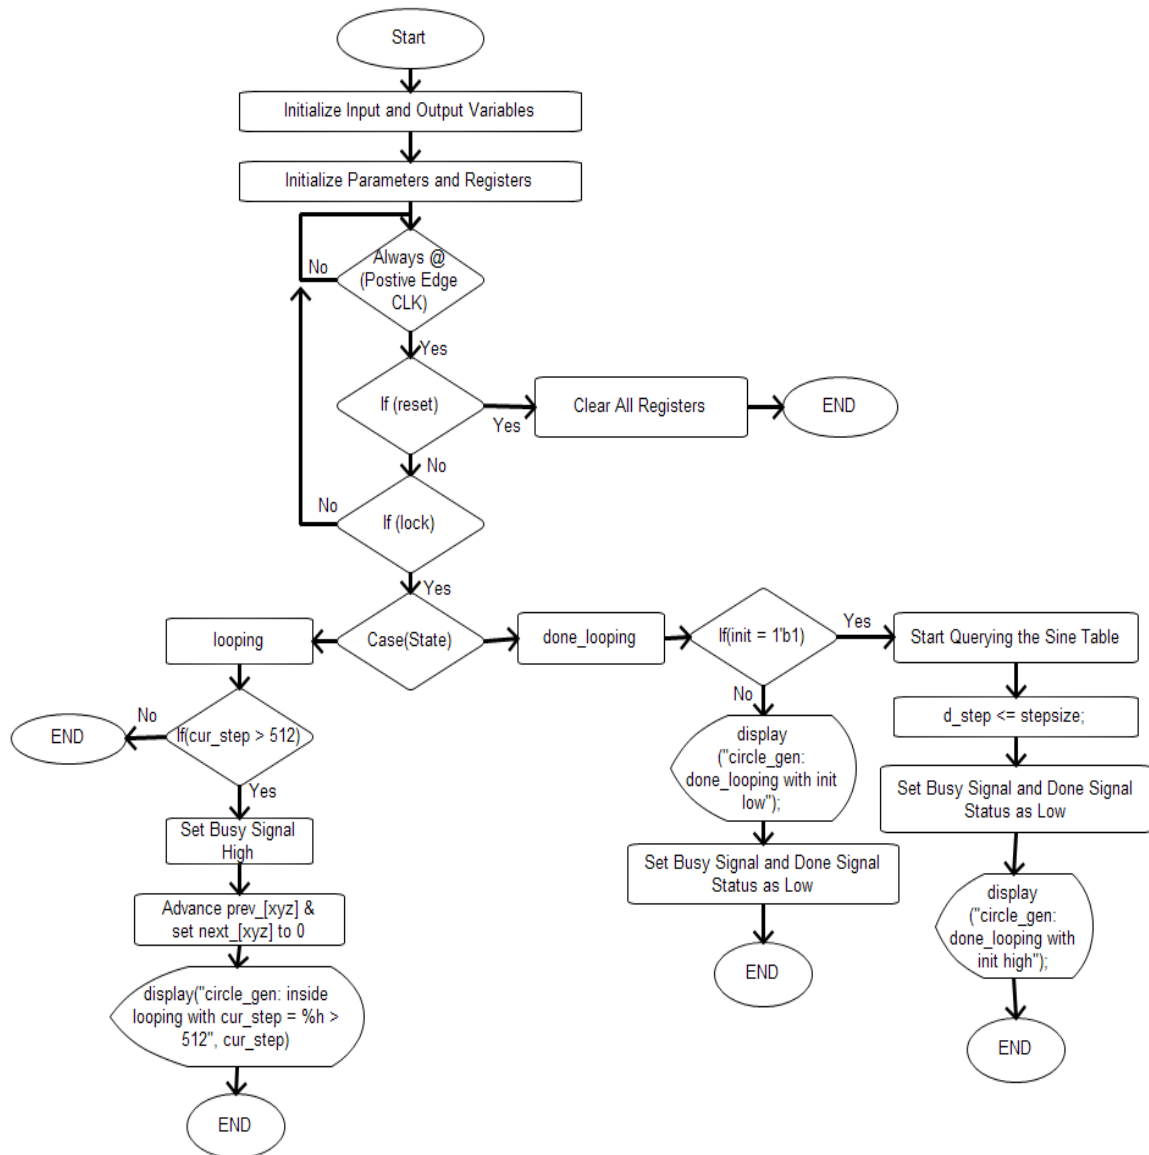 Start
Initialize Input and Output Variables
Initialize Parameters and Registers
Always @
(Postive Edge
CLK)
No
Yes
If (reset)
Yes
Clear All Registers
END
No
If (lock)
No
Yes
Case(State)
looping
done_looping
If(init = 1'b1)
Yes
Start Querying the Sine Table
No
END
No
If(cur_step > 512)
Yes
d_step <= stepsize;
display
("circle_gen:
done_looping with init
low");
Set Busy Signal and Done Signal
Status as Low
Set Busy Signal
High
Set Busy Signal and Done Signal
Status as Low
Advance prev_[xyz] &
set next_[xyz] to 0
display
("circle_gen:
done_looping with
init high");
END
display("circle_gen: inside
looping with cur_step = %h >
512", cur_step)
END
END